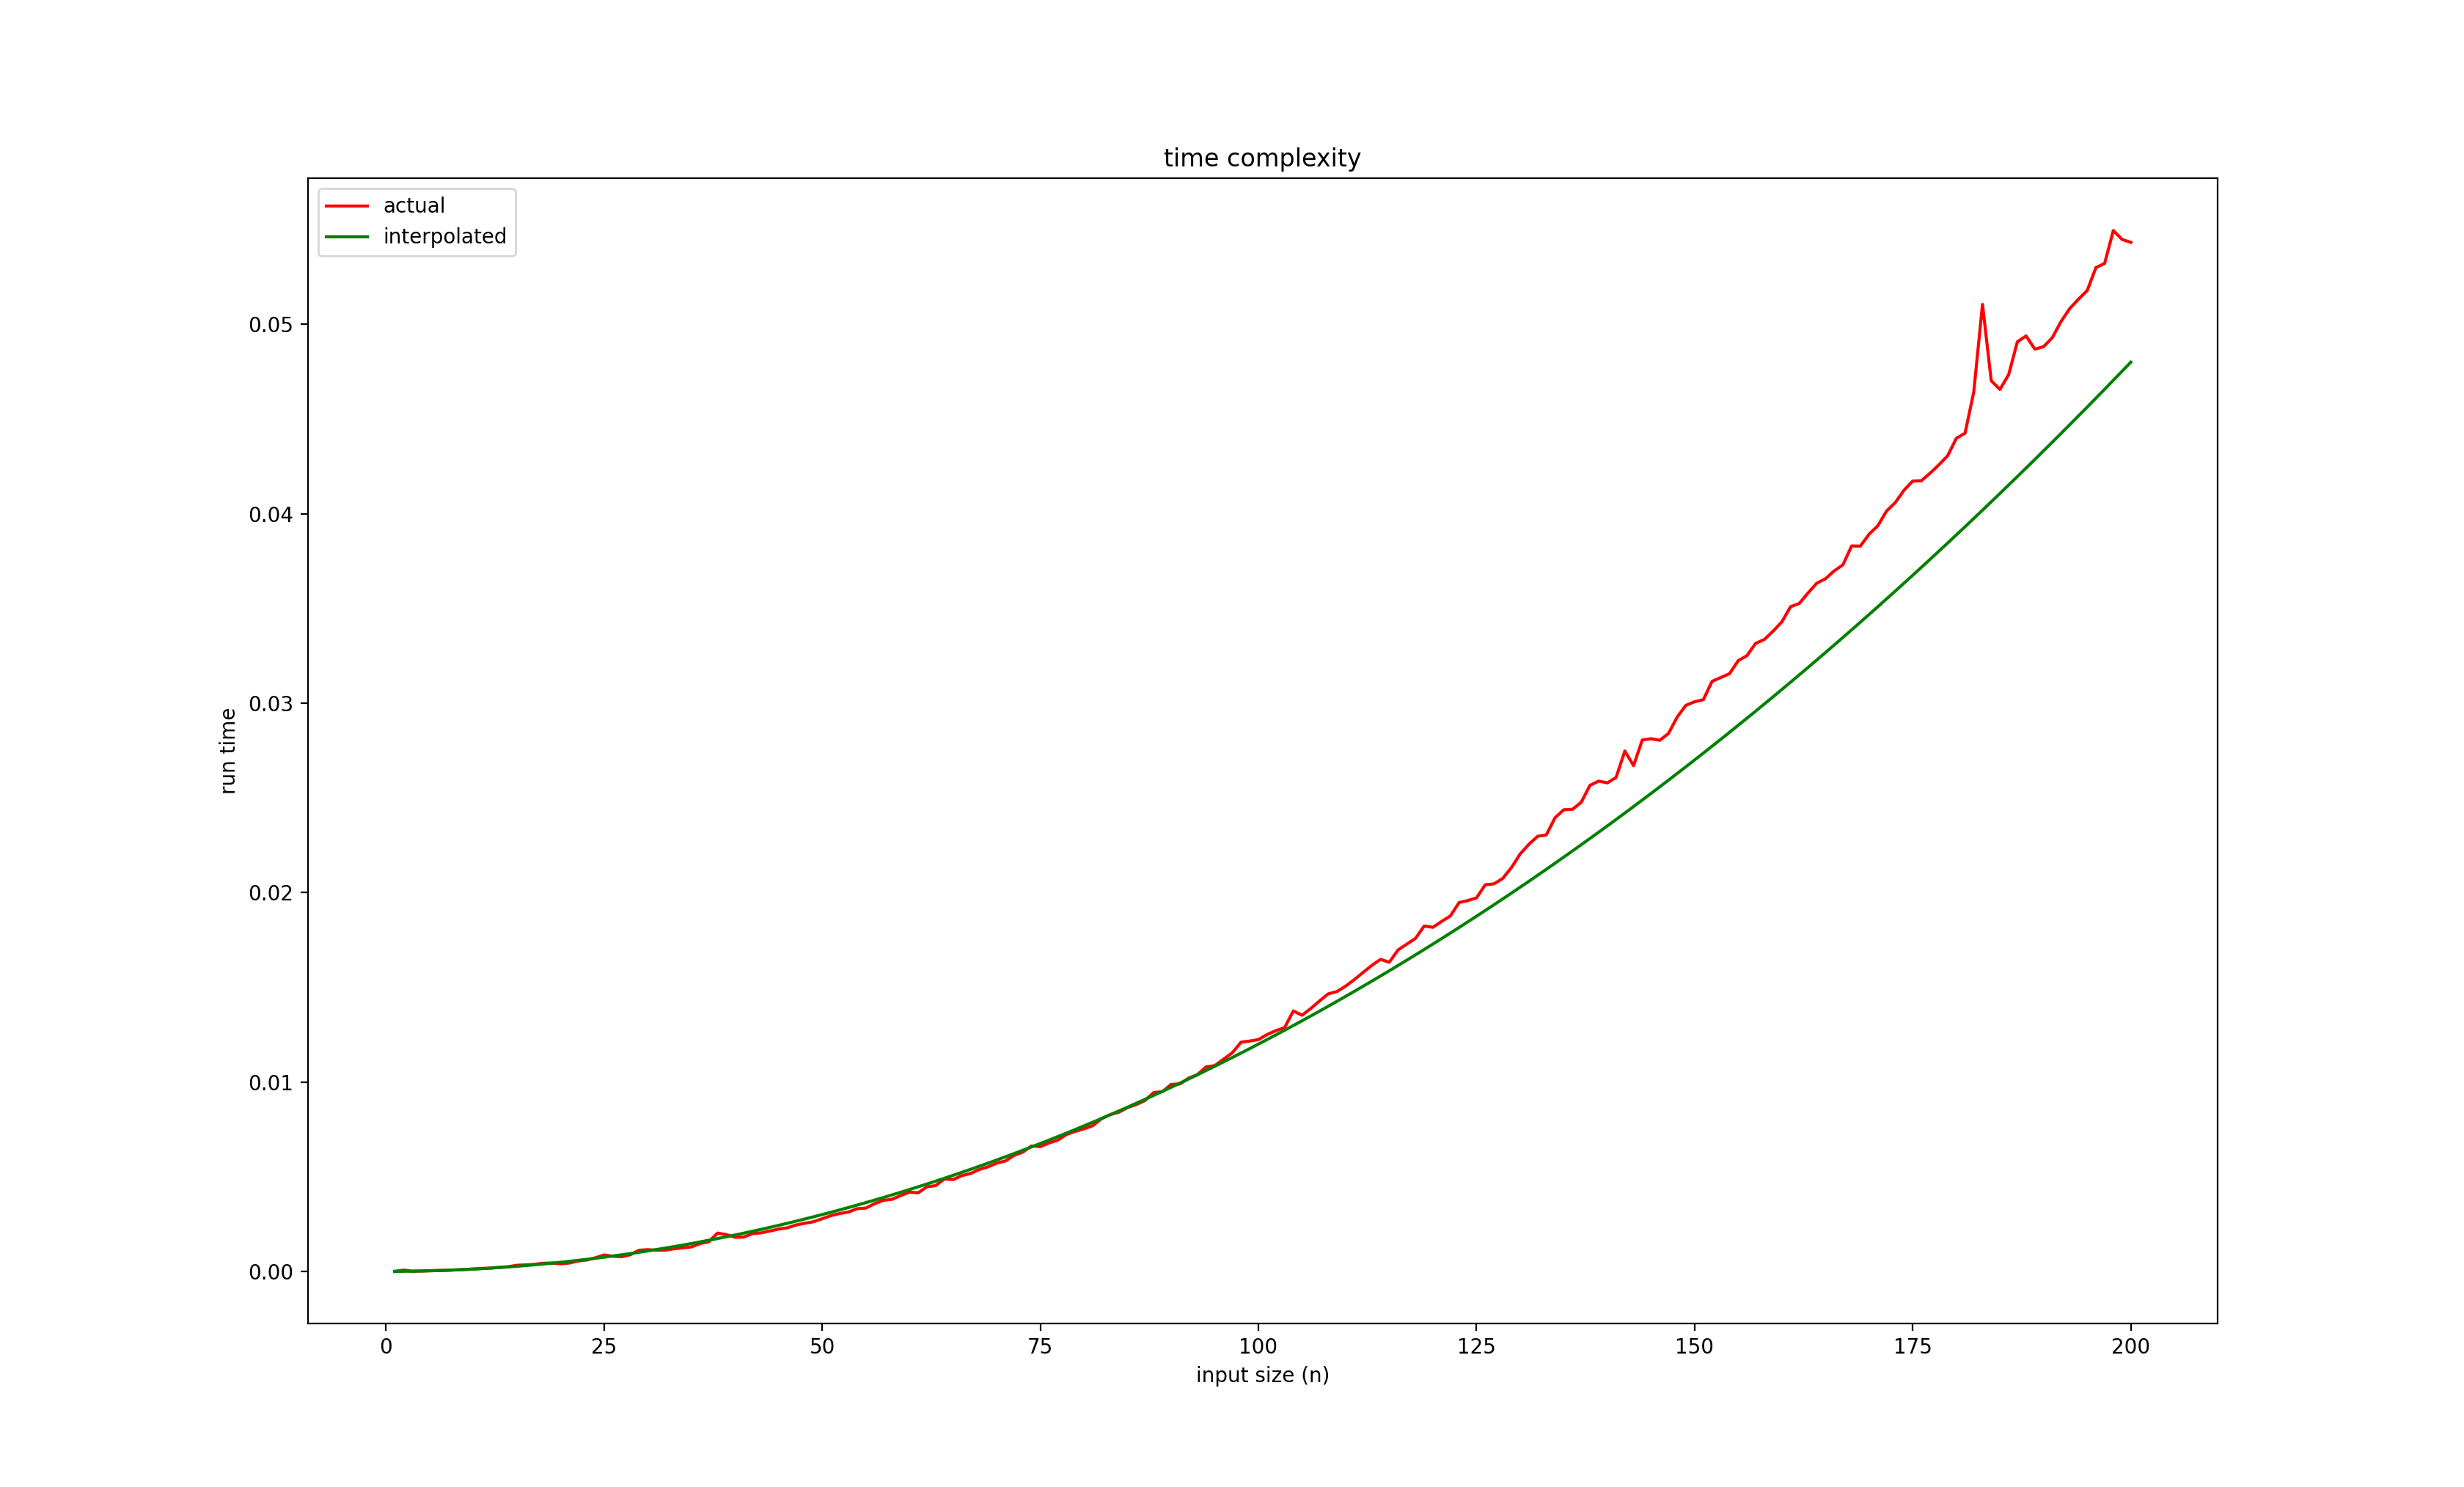 time complexity
actual
interpolated
0.05
0.04
0.03
0.02
0.01
0.00
run time
0 25 50 75 100 125 150 175 200
input size (n)